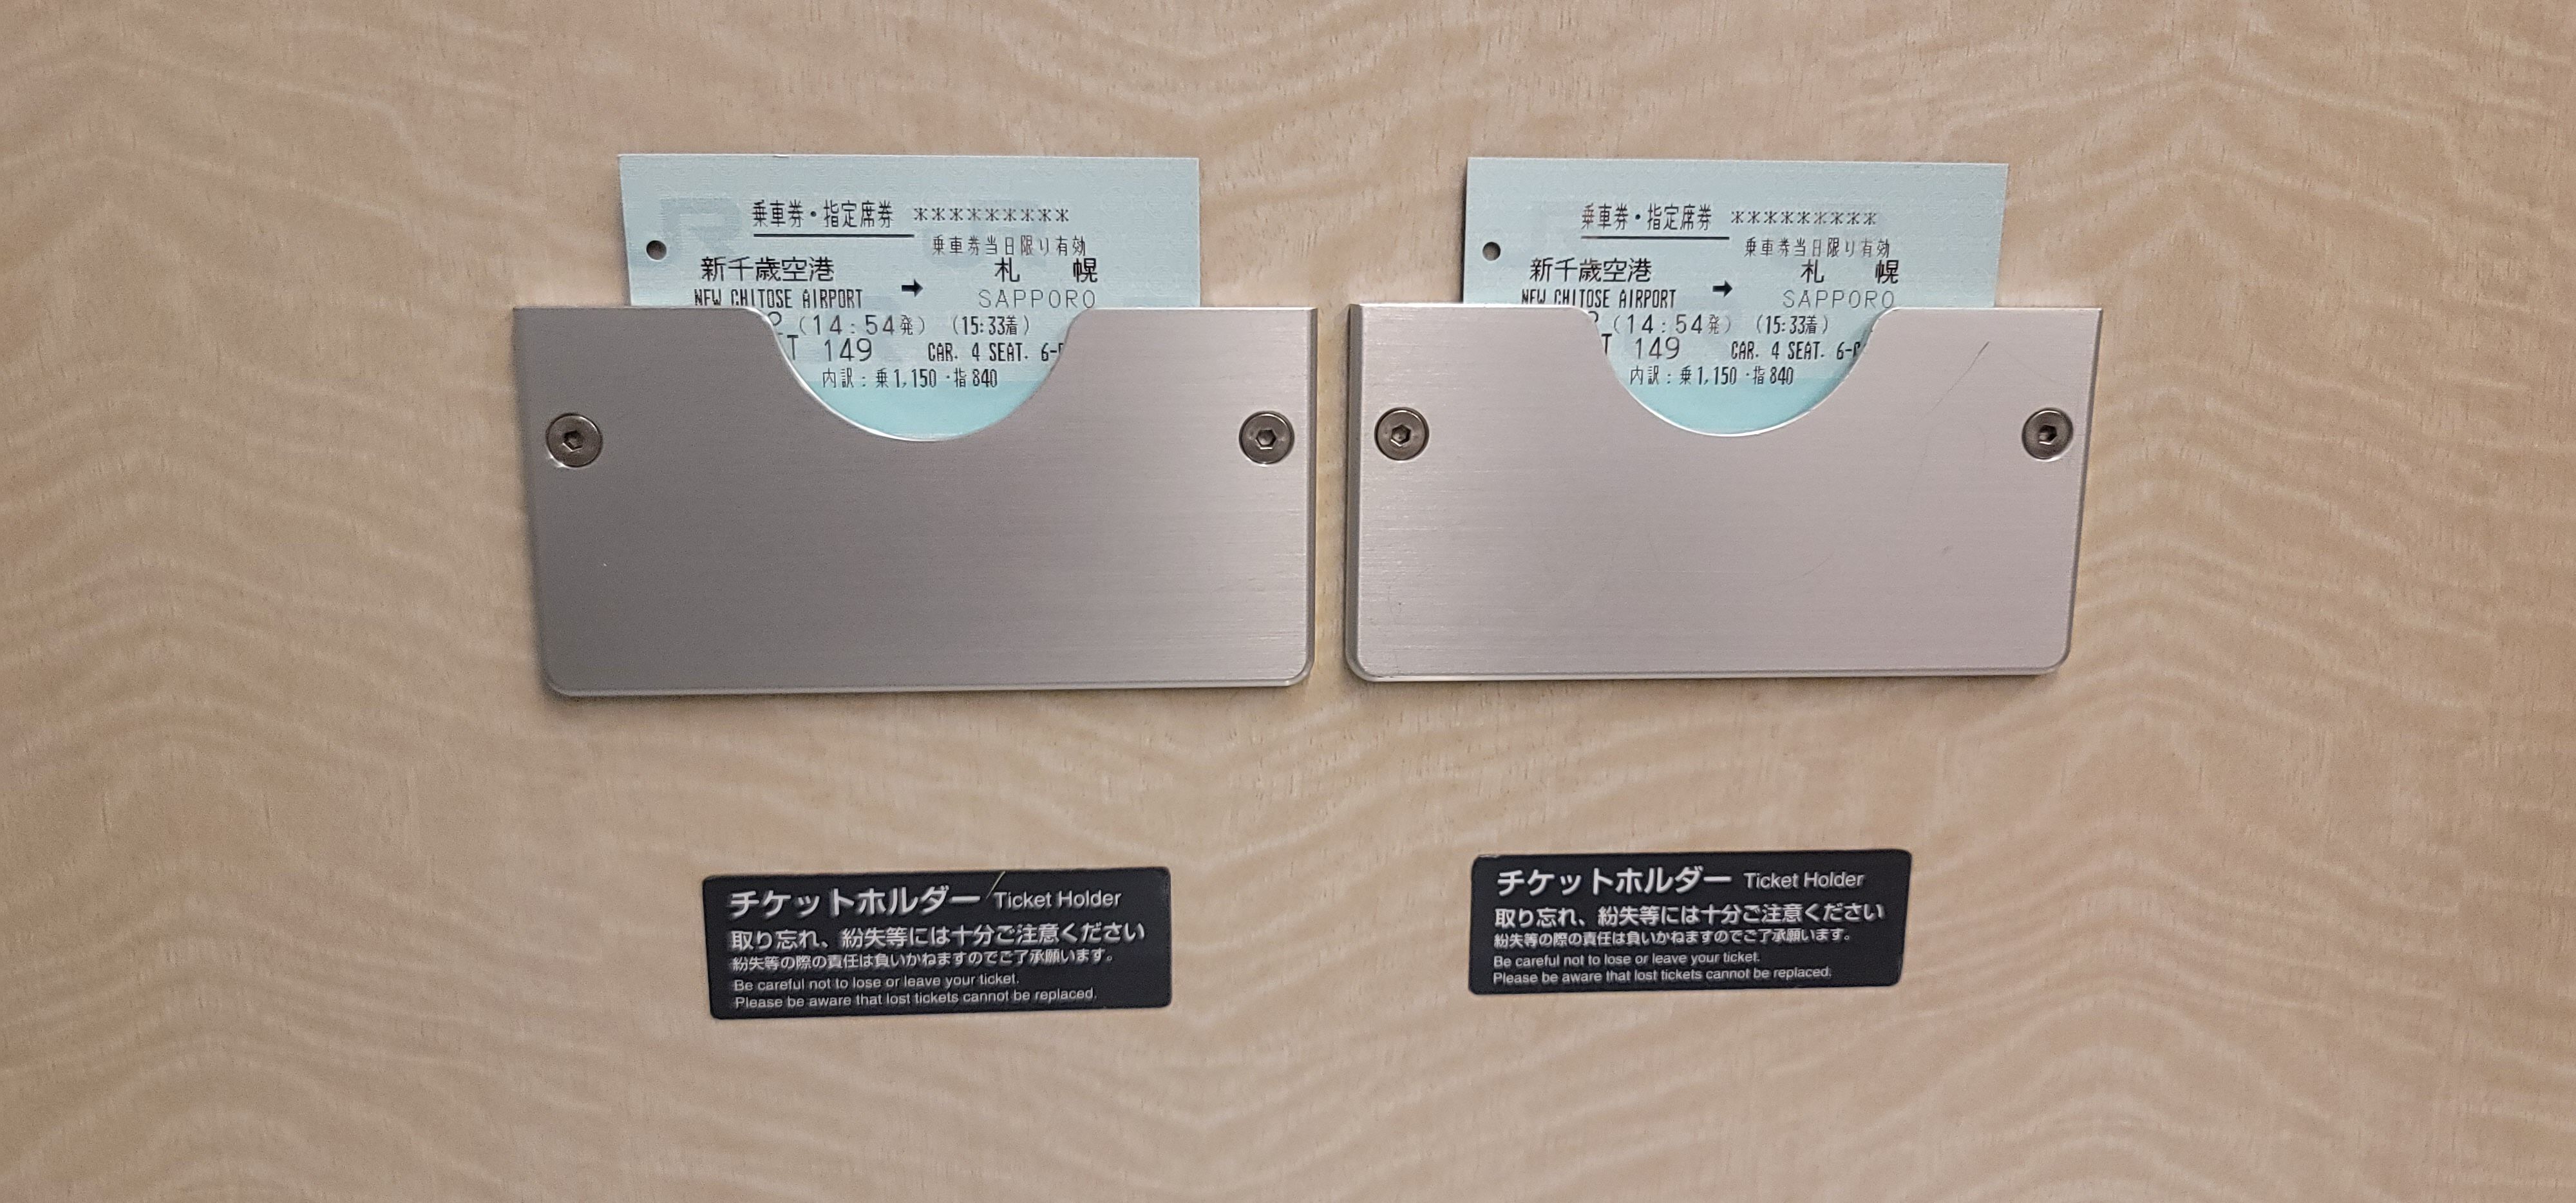 乗車券・指定席券 *********
乗車券当日限り有効
新千歳空港 → 札 幌
NEW CHITOSE AIRPORT SAPPORO
(14:54発) (15:33着)
T 149 CAR. 4 SEAT. 6-
内訳:乗1,150・指840
乗車券・指定席券 *********
乗車券当日限り有効
新千歳空港 → 札 幌
NEW CHITOSE AIRPORT SAPPORO
(14:54発) (15:33着)
T 149 CAR. 4 SEAT. 6-
内訳:乗1,150・指840
チケットホルダー Ticket Holder
取り忘れ、紛失等には十分ご注意ください
紛失等の際の責任は負いかねますのでご了承願います。
Be careful not to lose or leave your ticket.
Please be aware that lost tickets cannot be replaced.
チケットホルダー Ticket Holder
取り忘れ、紛失等には十分ご注意ください
紛失等の際の責任は負いかねますのでご了承願います。
Be careful not to lose or leave your ticket.
Please be aware that lost tickets cannot be replaced.